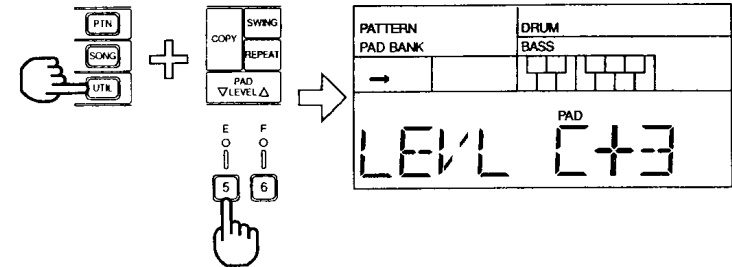 PTN
SONG
UTIL
COPY
SWING
REPEAT
PAD
▽LEVEL△
E F
5 6
PATTERN DRUM
PAD BANK BASS
→
PAD
LEVL C+3